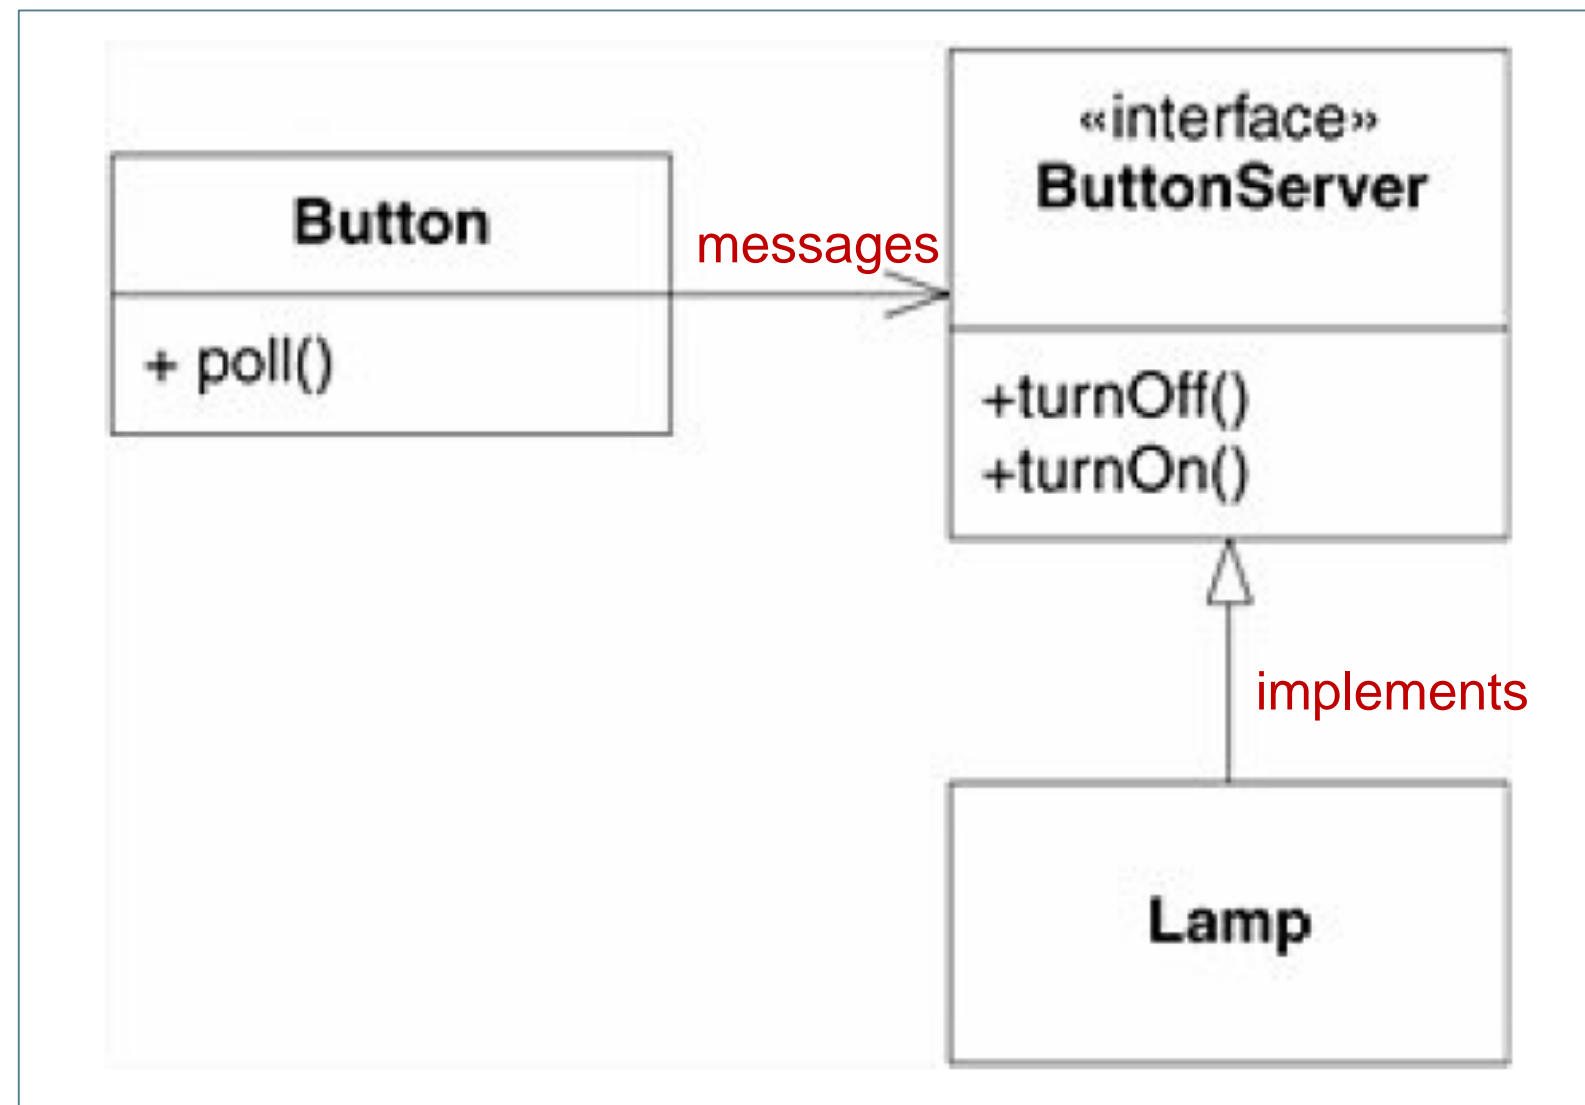 Button
+ poll()
messages
«interface»
ButtonServer
+turnOff()
+turnOn()
implements
Lamp